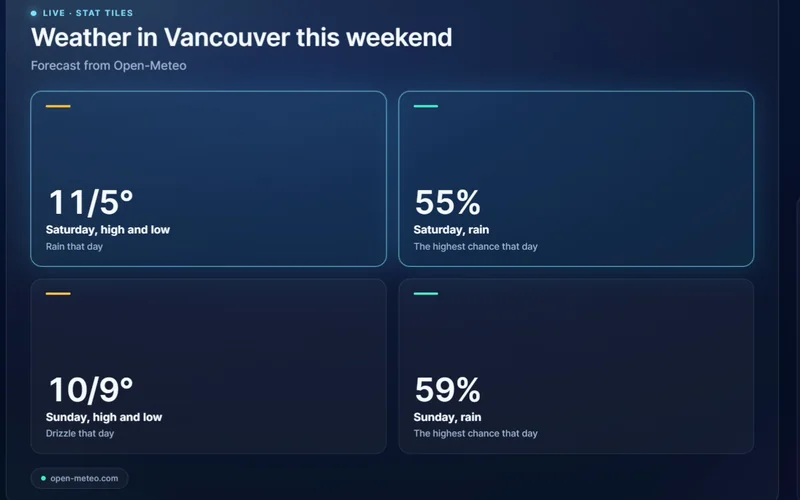 LIVE · STAT TILES
Weather in Vancouver this weekend
Forecast from Open-Meteo
11/5°
Saturday, high and low
Rain that day
55%
Saturday, rain
The highest chance that day
10/9°
Sunday, high and low
Drizzle that day
59%
Sunday, rain
The highest chance that day
open-meteo.com